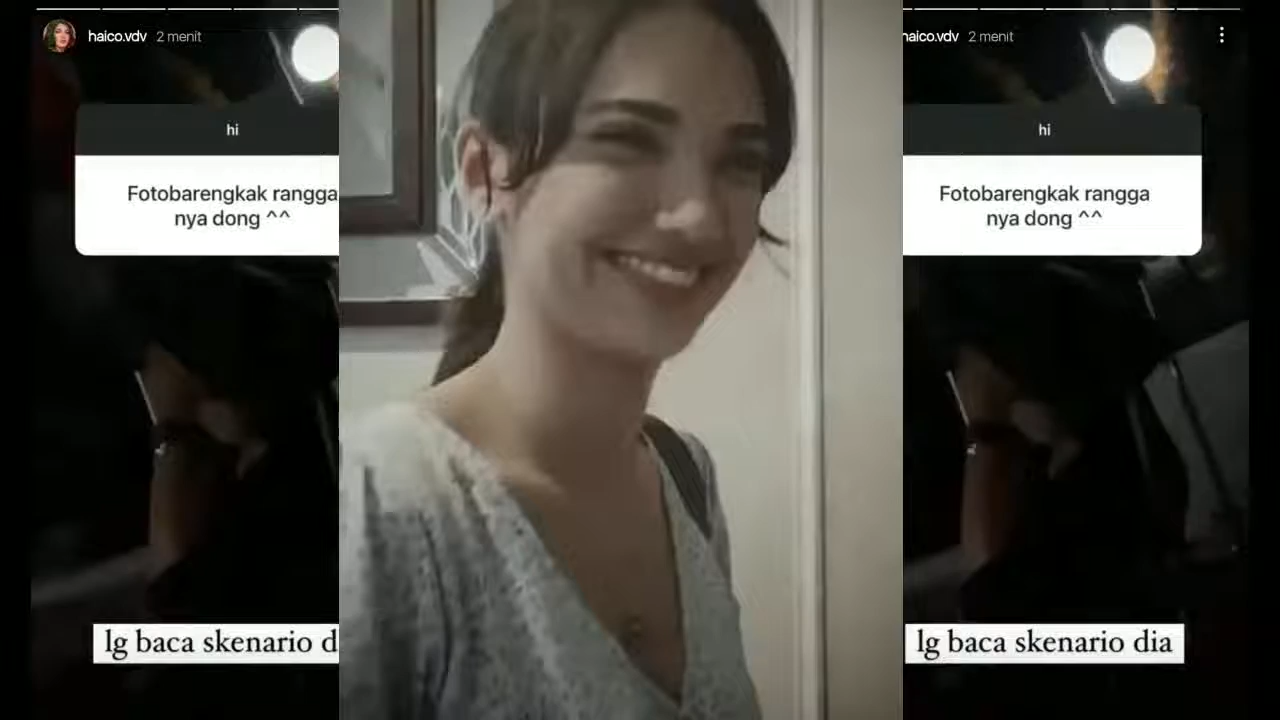 haico.vdv 2 menit
hi
Fotobarengkak rangga
nya dong ^^
lg baca skenario d
haico.vdv 2 menit
hi
Fotobarengkak rangga
nya dong ^^
lg baca skenario dia